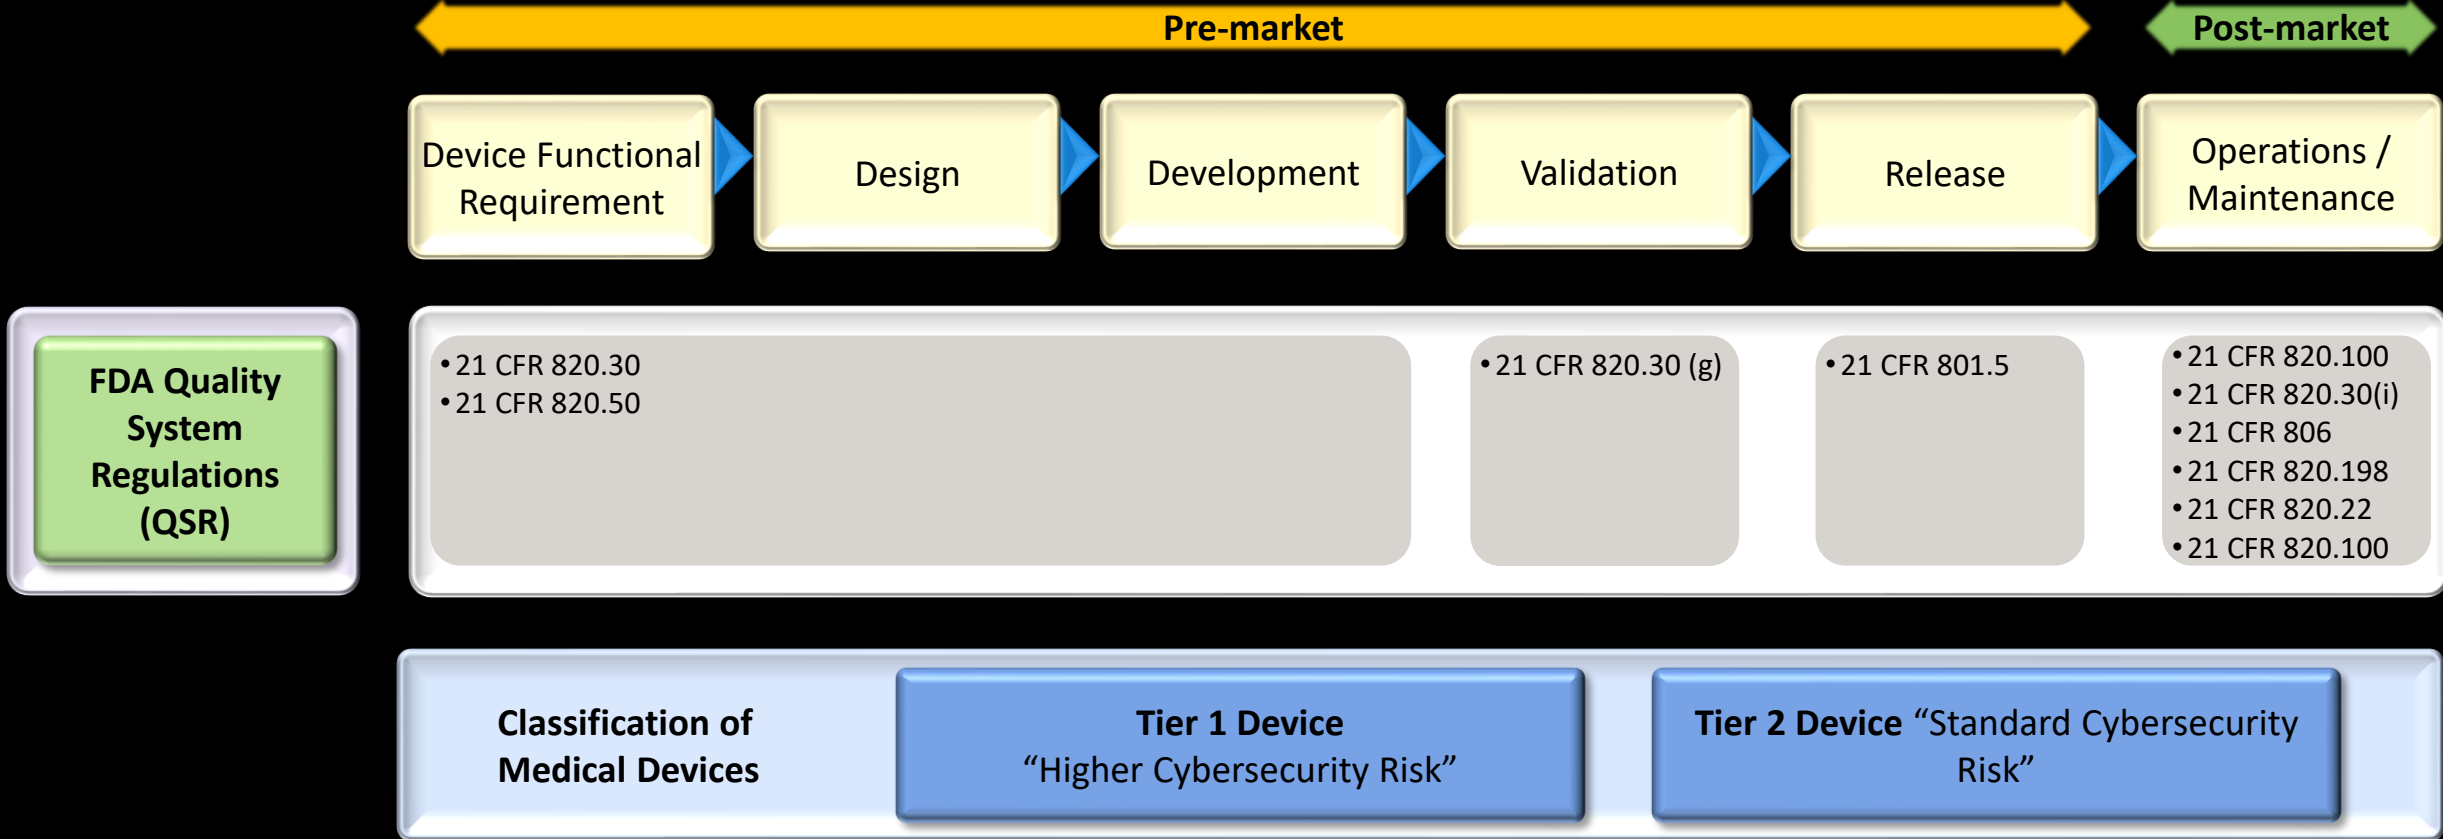 Pre-market
Post-market
Device Functional
Requirement
Design
Development
Validation
Release
Operations /
Maintenance
FDA Quality
System
Regulations
(QSR)
• 21 CFR 820.30
• 21 CFR 820.50
• 21 CFR 820.30 (g)
• 21 CFR 801.5
• 21 CFR 820.100
• 21 CFR 820.30(i)
• 21 CFR 806
• 21 CFR 820.198
• 21 CFR 820.22
• 21 CFR 820.100
Classification of
Medical Devices
Tier 1 Device
“Higher Cybersecurity Risk”
Tier 2 Device “Standard Cybersecurity
Risk”